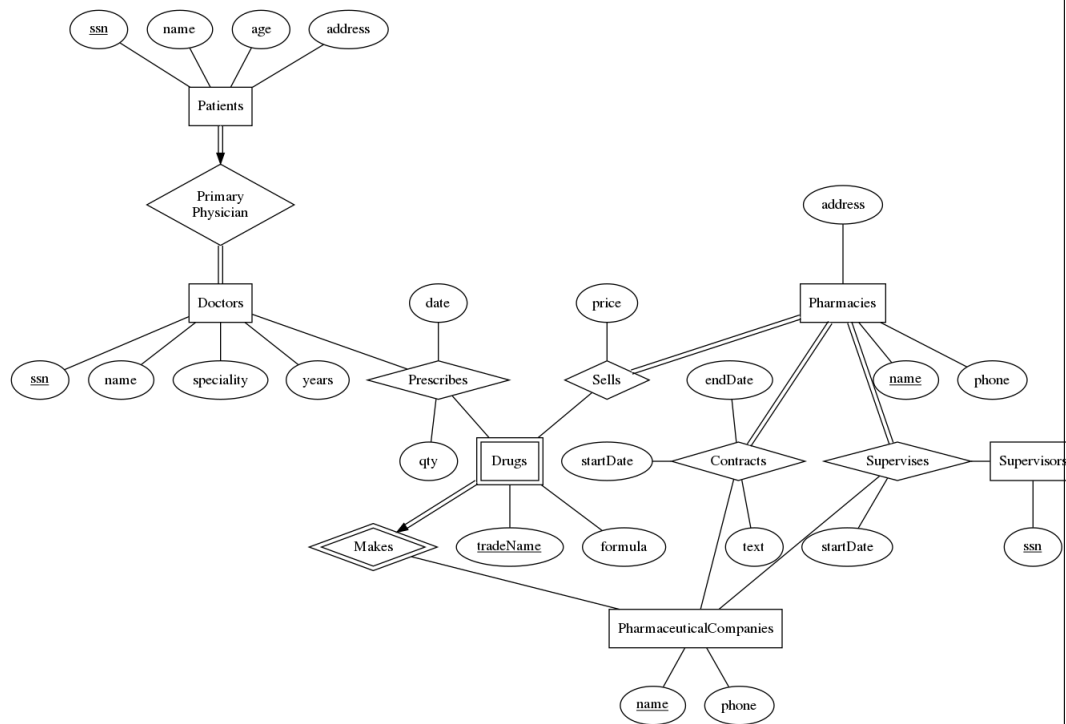 ssn
name
age
address
Patients
Primary
Physician
address
Doctors
date
price
Pharmacies
ssn
name
speciality
years
Prescribes
Sells
endDate
name
phone
qty
Drugs
startDate
Contracts
Supervises
Supervisors
Makes
tradeName
formula
text
startDate
ssn
PharmaceuticalCompanies
name
phone